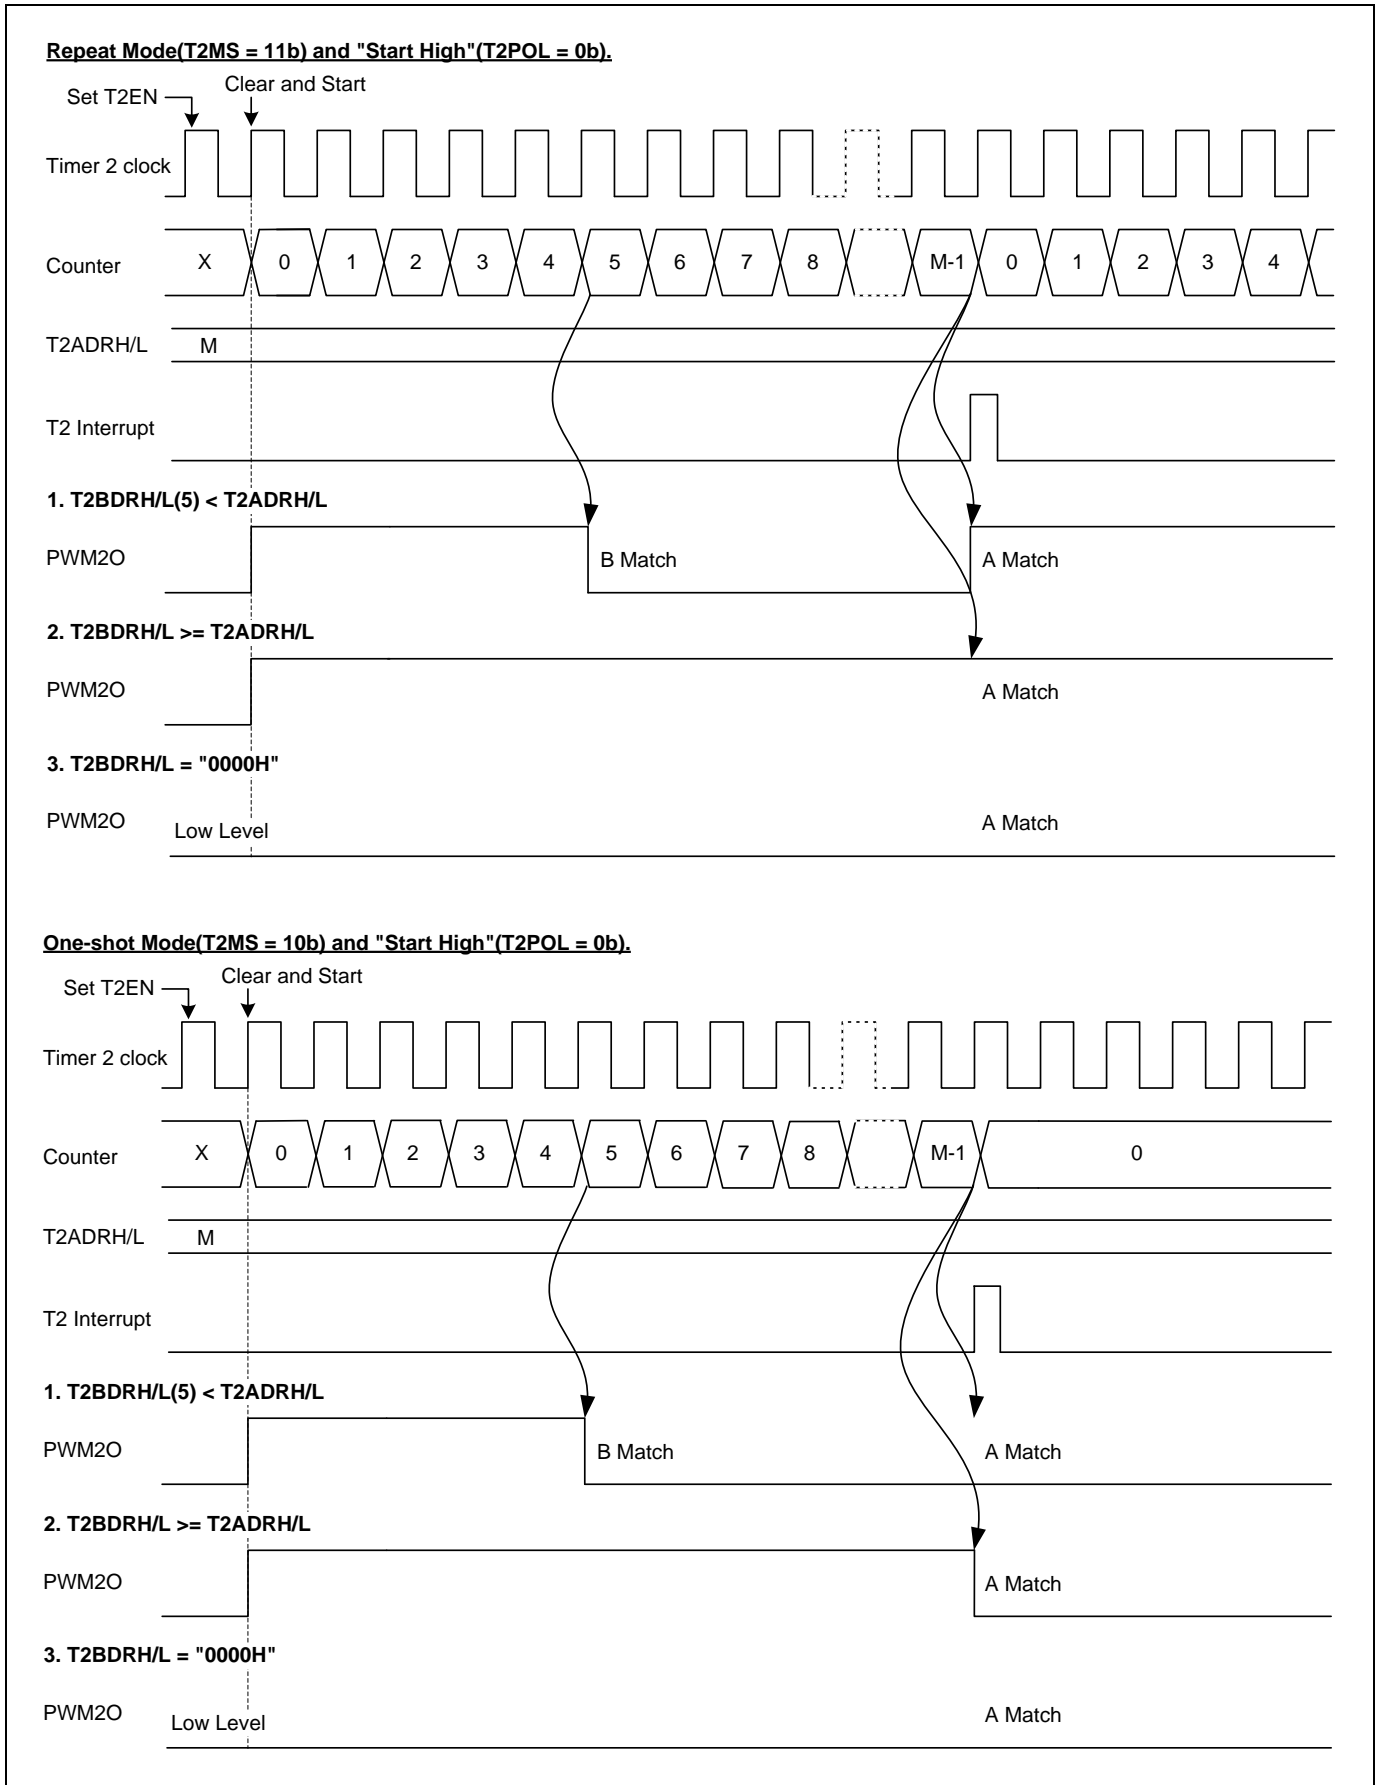 Repeat Mode(T2MS = 11b) and "Start High"(T2POL = 0b).
Set T2EN Clear and Start
Timer 2 clock
Counter X 0 1 2 3 4 5 6 7 8 M-1 0 1 2 3 4
T2ADRH/L M
T2 Interrupt
1. T2BDRH/L(5) < T2ADRH/L
PWM2O B Match A Match
2. T2BDRH/L >= T2ADRH/L
PWM2O A Match
3. T2BDRH/L = "0000H"
PWM2O Low Level A Match
One-shot Mode(T2MS = 10b) and "Start High"(T2POL = 0b).
Set T2EN Clear and Start
Timer 2 clock
Counter X 0 1 2 3 4 5 6 7 8 M-1 0
T2ADRH/L M
T2 Interrupt
1. T2BDRH/L(5) < T2ADRH/L
PWM2O B Match A Match
2. T2BDRH/L >= T2ADRH/L
PWM2O A Match
3. T2BDRH/L = "0000H"
PWM2O Low Level A Match